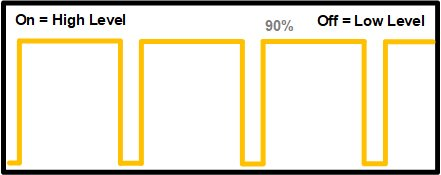 On = High Level
90%
Off = Low Level